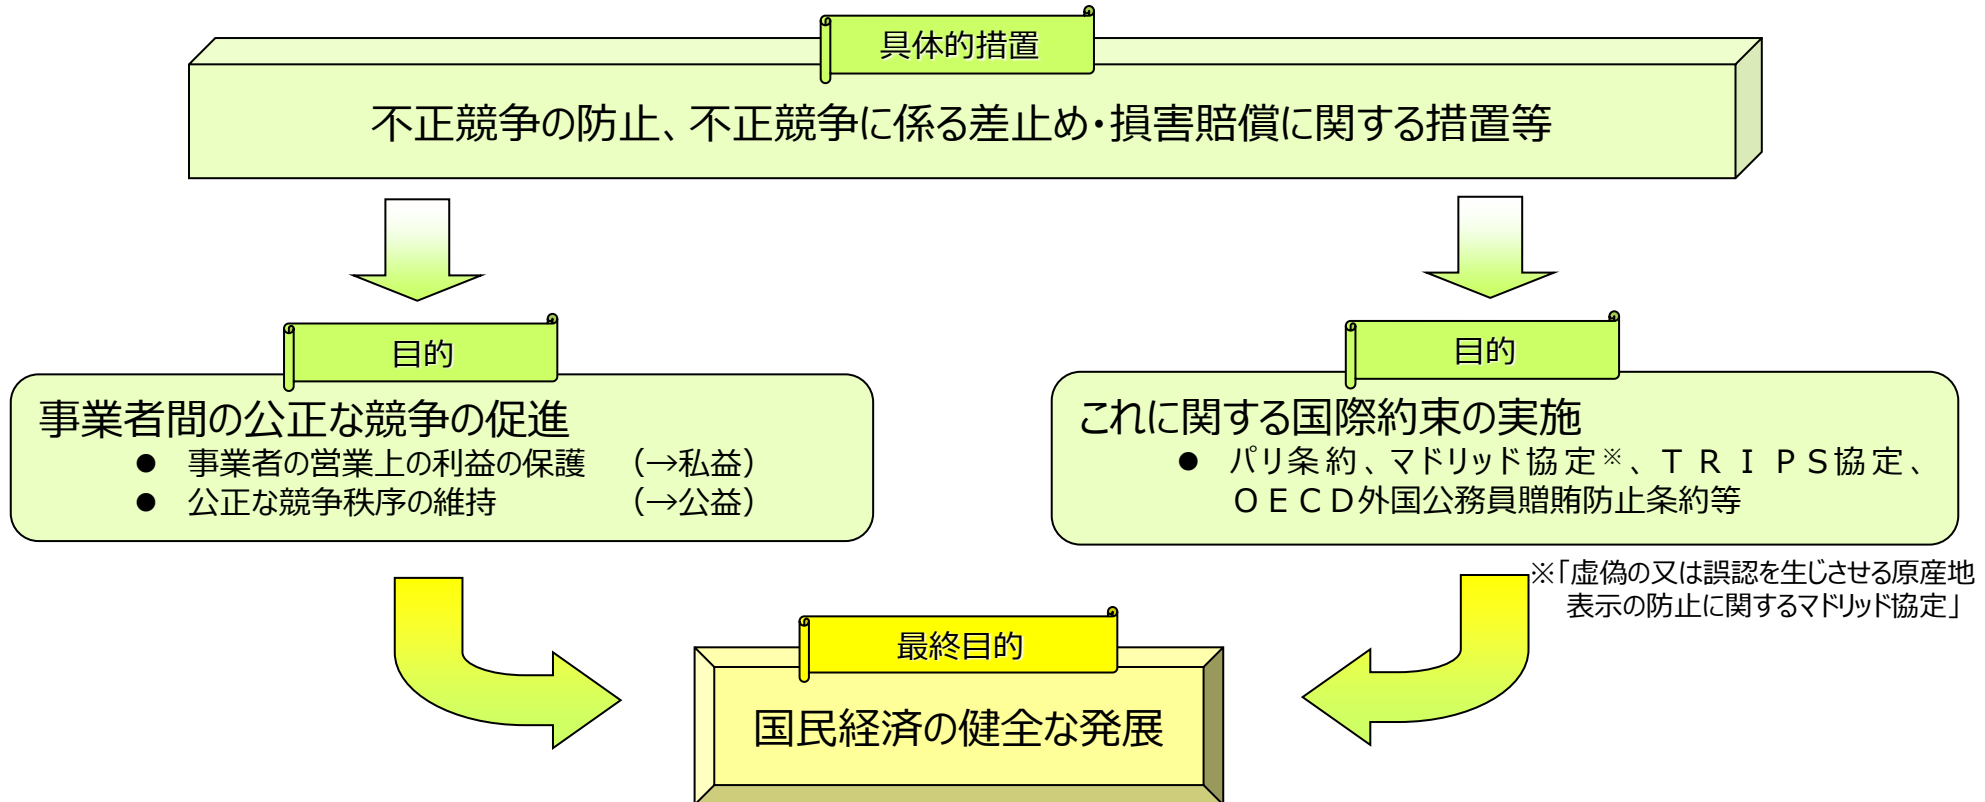 具体的措置
不正競争の防止、不正競争に係る差止め・損害賠償に関する措置等
目的
事業者間の公正な競争の促進
● 事業者の営業上の利益の保護 （→私益）
● 公正な競争秩序の維持 （→公益）
目的
これに関する国際約束の実施
● パリ条約、マドリッド協定※、ＴＲＩＰＳ協定、
ＯＥＣＤ外国公務員贈賄防止条約等
※「虚偽の又は誤認を生じさせる原産地
表示の防止に関するマドリッド協定」
最終目的
国民経済の健全な発展